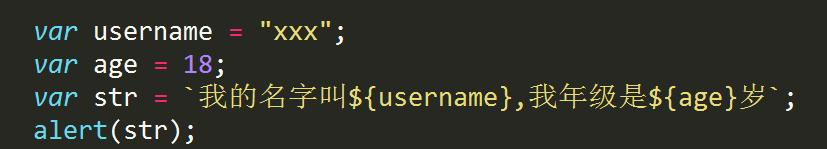 var username = "xxx";
var age = 18;
var str = `我的名字叫${username},我年级是${age}岁`;
alert(str);